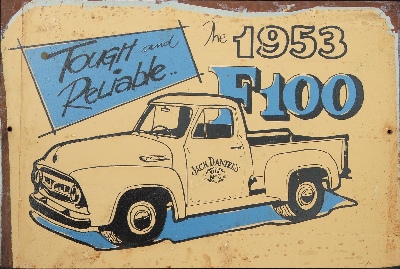 Tough and
Reliable..
The 1953
F100
Jack Daniel's